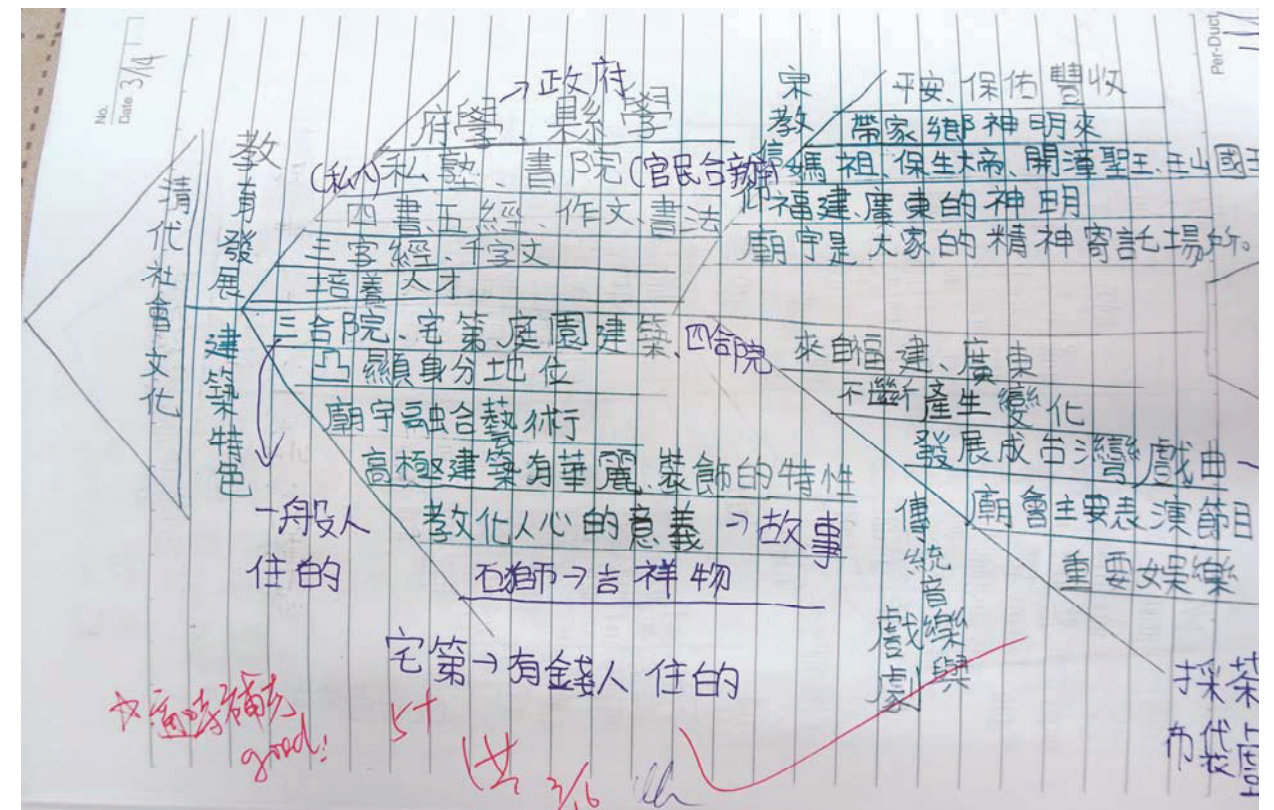 No.
Date 3/14
Per-Duct
清代社會文化
教育發展
府學、縣學→政府
(私人)私塾、書院(官民合辦)
四書五經、作文、書法
三字經、千字文
培養人才
建築特色
三合院、宅第庭園建築、四合院
凸顯身分地位
廟宇融合藝術行
高極建築有華麗、裝飾的特性
教化人心的意義→故事
石獅→吉祥物
一般人
住的
宅第→有錢人住的
宗教信仰
平安、保佑豐收
帶家鄉神明來
媽祖、保生大帝、開漳聖王、三山國王
福建、廣東的神明
廟宇是大家的精神寄託場所。
傳統音樂與
戲劇
來自福建、廣東
不斷產生變化
發展成台灣戲曲
廟會主要表演節目
重要娛樂
採茶
布袋
☆適時補充
good!
5+
3/16